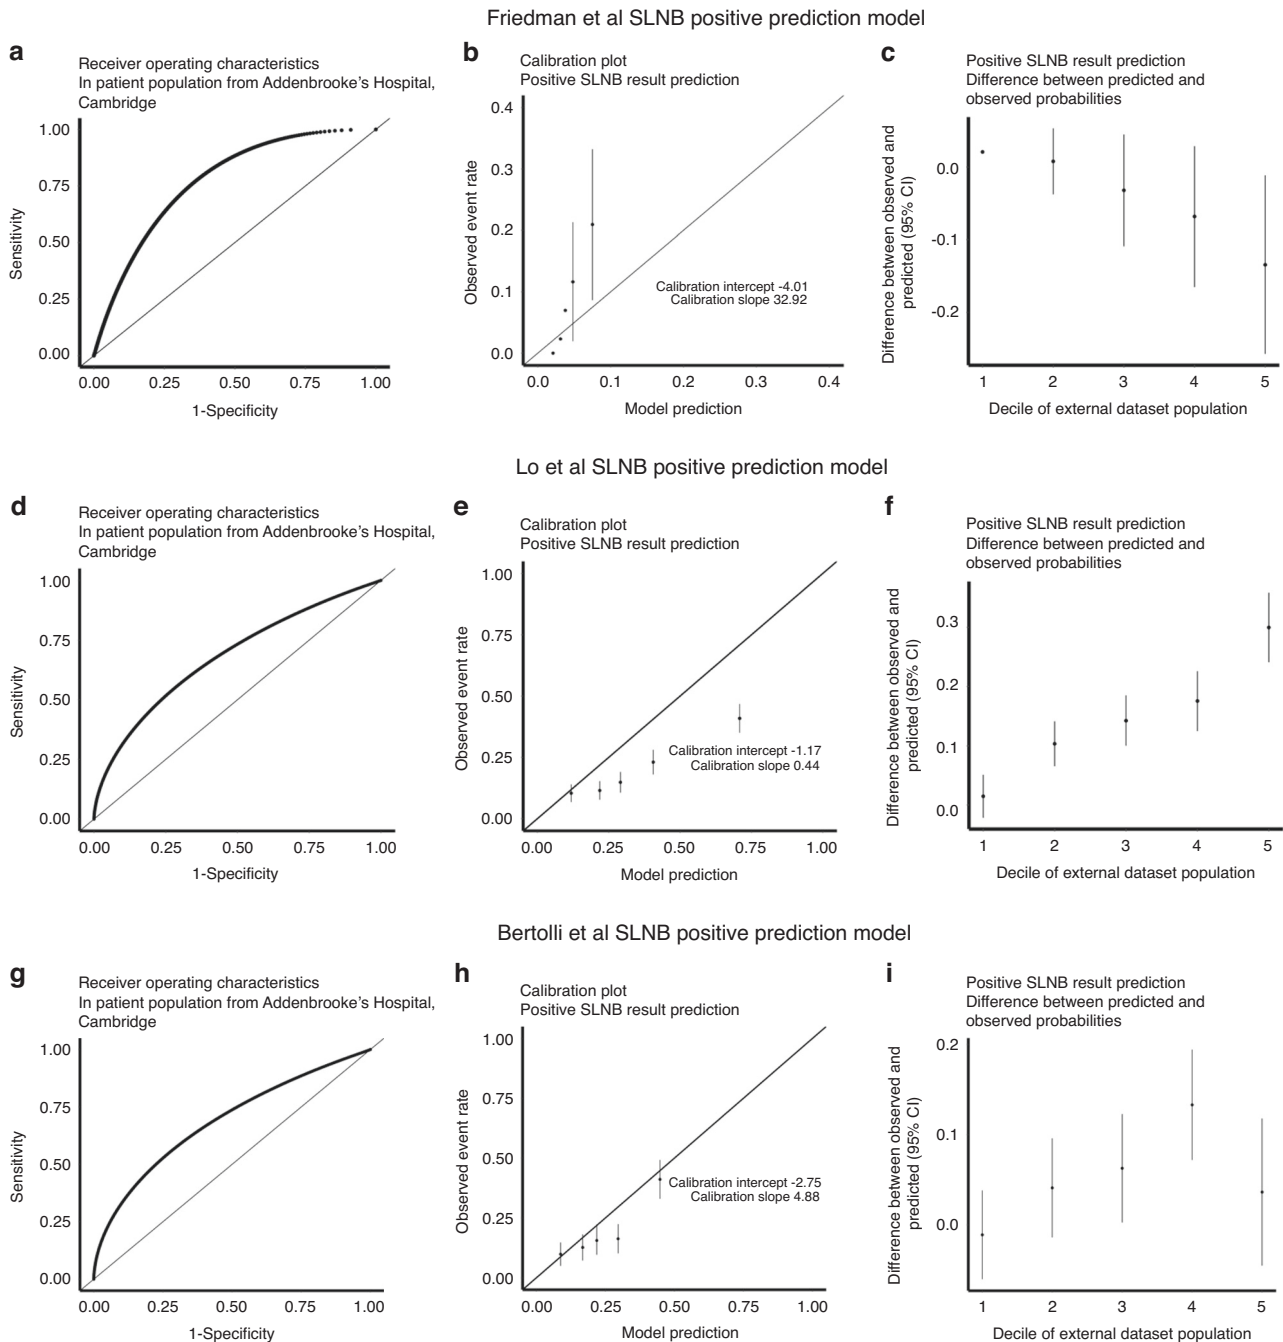 Friedman et al SLNB positive prediction model
a
Receiver operating characteristics
In patient population from Addenbrooke's Hospital,
Cambridge
1.00
0.75
0.50
0.25
0.00
Sensitivity
0.00 0.25 0.50 0.75 1.00
1-Specificity
b
Calibration plot
Positive SLNB result prediction
0.4
0.3
0.2
0.1
0.0
Observed event rate
Calibration intercept -4.01
Calibration slope 32.92
0.0 0.1 0.2 0.3 0.4
Model prediction
c
Positive SLNB result prediction
Difference between predicted and
observed probabilities
0.0
-0.1
-0.2
Difference between observed and
predicted (95% CI)
1 2 3 4 5
Decile of external dataset population
Lo et al SLNB positive prediction model
d
Receiver operating characteristics
In patient population from Addenbrooke's Hospital,
Cambridge
1.00
0.75
0.50
0.25
0.00
Sensitivity
0.00 0.25 0.50 0.75 1.00
1-Specificity
e
Calibration plot
Positive SLNB result prediction
1.00
0.75
0.50
0.25
0.00
Observed event rate
Calibration intercept -1.17
Calibration slope 0.44
0.00 0.25 0.50 0.75 1.00
Model prediction
f
Positive SLNB result prediction
Difference between predicted and
observed probabilities
0.3
0.2
0.1
0.0
Difference between observed and
predicted (95% CI)
1 2 3 4 5
Decile of external dataset population
Bertolli et al SLNB positive prediction model
g
Receiver operating characteristics
In patient population from Addenbrooke's Hospital,
Cambridge
1.00
0.75
0.50
0.25
0.00
Sensitivity
0.00 0.25 0.50 0.75 1.00
1-Specificity
h
Calibration plot
Positive SLNB result prediction
1.00
0.75
0.50
0.25
0.00
Observed event rate
Calibration intercept -2.75
Calibration slope 4.88
0.00 0.25 0.50 0.75 1.00
Model prediction
i
Positive SLNB result prediction
Difference between predicted and
observed probabilities
0.2
0.1
0.0
Difference between observed and
predicted (95% CI)
1 2 3 4 5
Decile of external dataset population